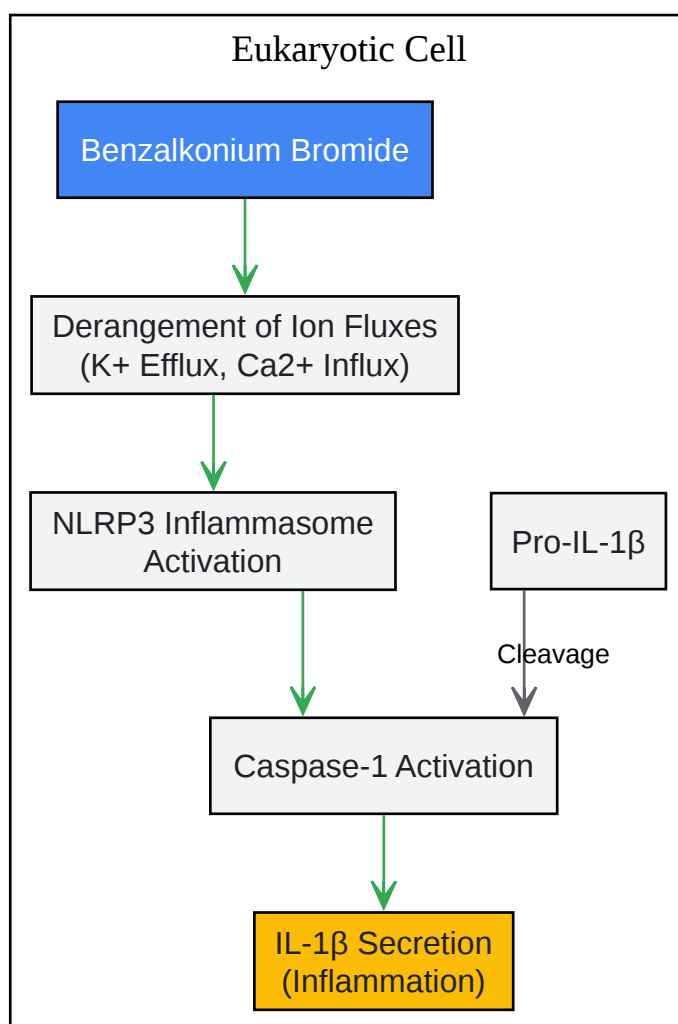 Eukaryotic Cell
Benzalkonium Bromide
Derangement of Ion Fluxes
(K+ Efflux, Ca2+ Influx)
NLRP3 Inflammasome
Activation
Pro-IL-1β
Cleavage
Caspase-1 Activation
IL-1β Secretion
(Inflammation)